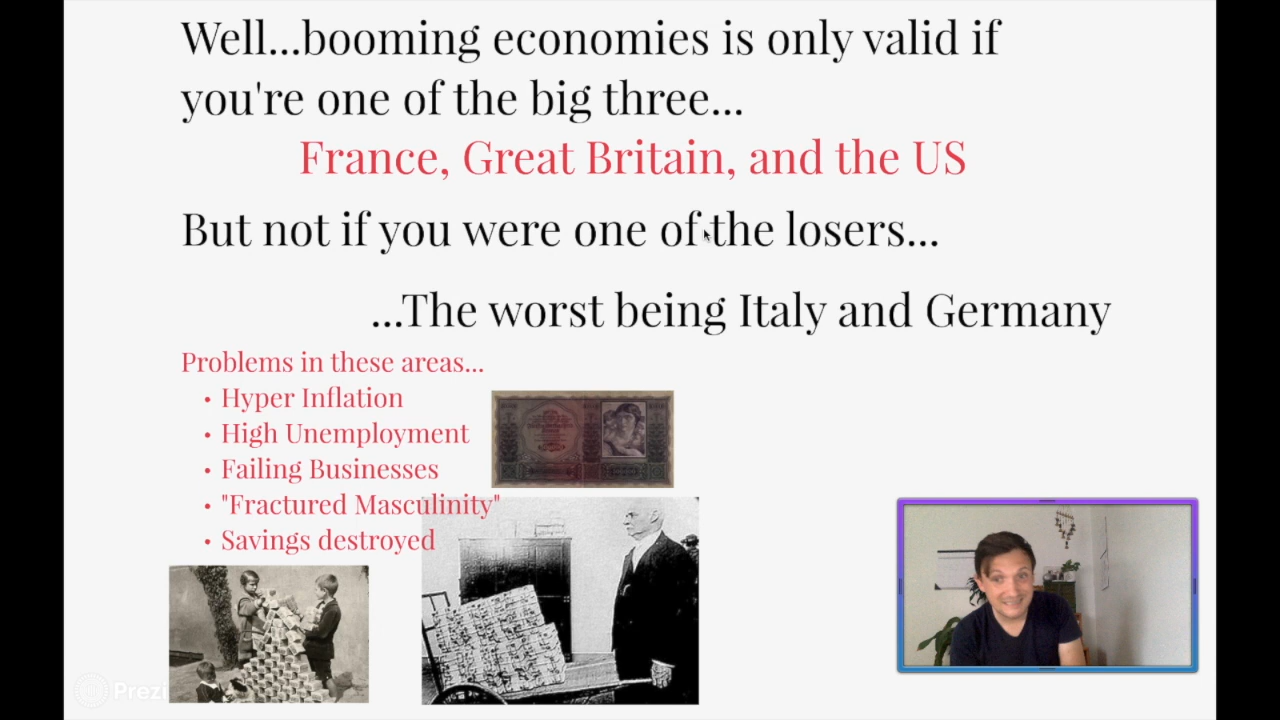 Well...booming economies is only valid if
you're one of the big three...
France, Great Britain, and the US
But not if you were one of the losers...
...The worst being Italy and Germany
Problems in these areas...
• Hyper Inflation
• High Unemployment
• Failing Businesses
• "Fractured Masculinity"
• Savings destroyed
Prezi